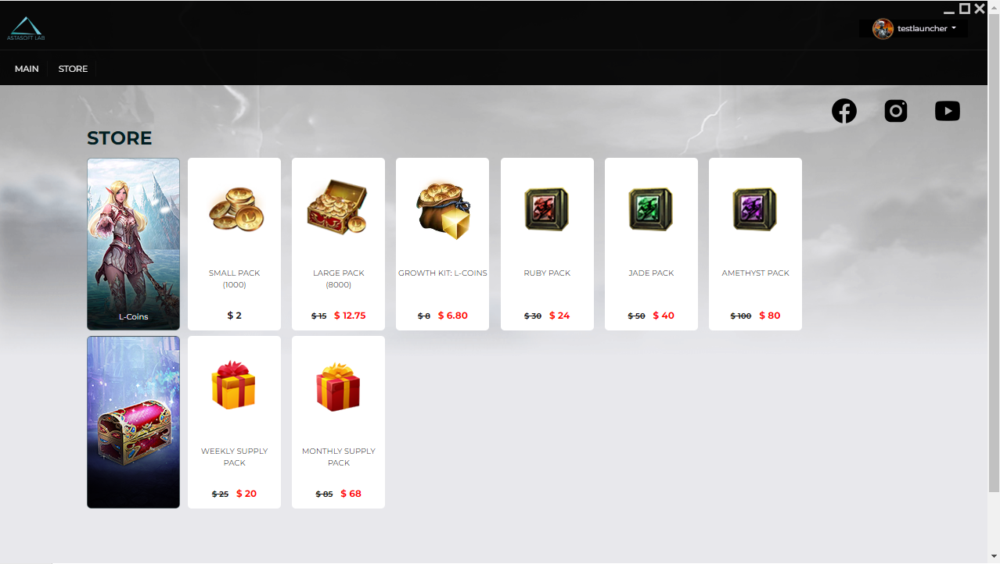 ASTASOFT LAB
testlauncher
MAIN
STORE
STORE
L-Coins
SMALL PACK
(1000)
$ 2
LARGE PACK
(8000)
$ 15 $ 12.75
GROWTH KIT: L-COINS
$ 8 $ 6.80
RUBY PACK
$ 30 $ 24
JADE PACK
$ 50 $ 40
AMETHYST PACK
$ 100 $ 80
WEEKLY SUPPLY
PACK
$ 25 $ 20
MONTHLY SUPPLY
PACK
$ 85 $ 68